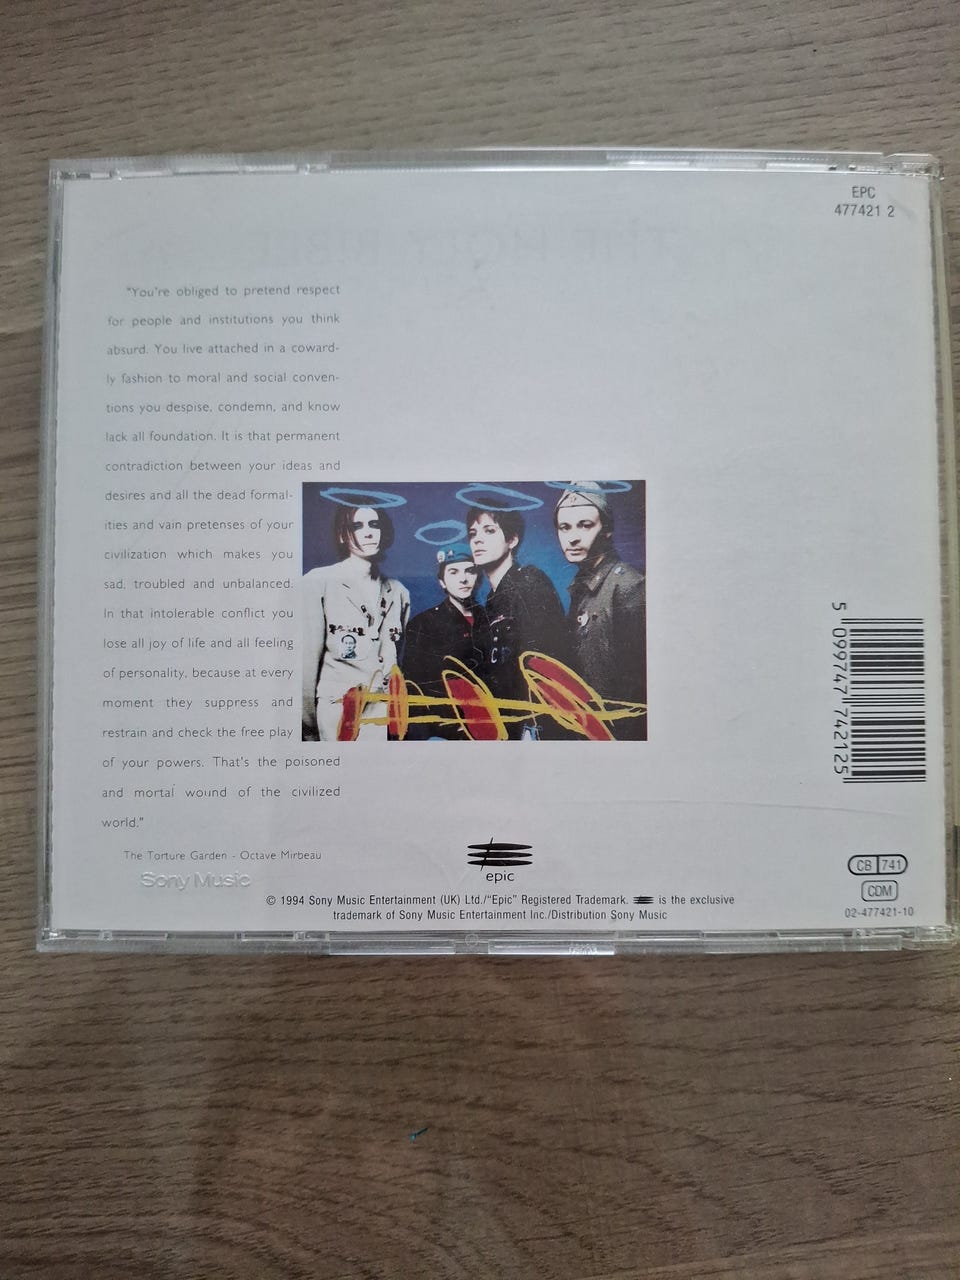 EPC
477421 2
THE HOLY BIBLE
"You're obliged to pretend respect
for people and institutions you think
absurd. You live attached in a coward-
ly fashion to moral and social conven-
tions you despise, condemn, and know
lack all foundation. It is that permanent
contradiction between your ideas and
desires and all the dead formal-
ities and vain pretenses of your
civilization which makes you
sad, troubled and unbalanced.
In that intolerable conflict you
lose all joy of life and all feeling
of personality, because at every
moment they suppress and
restrain and check the free play
of your powers. That's the poisoned
and mortal wound of the civilized
world."
The Torture Garden - Octave Mirbeau
Sony Music
5 099747 742125
epic
© 1994 Sony Music Entertainment (UK) Ltd./"Epic" Registered Trademark. is the exclusive
trademark of Sony Music Entertainment Inc./Distribution Sony Music
CB 741
CDM
02-477421-10